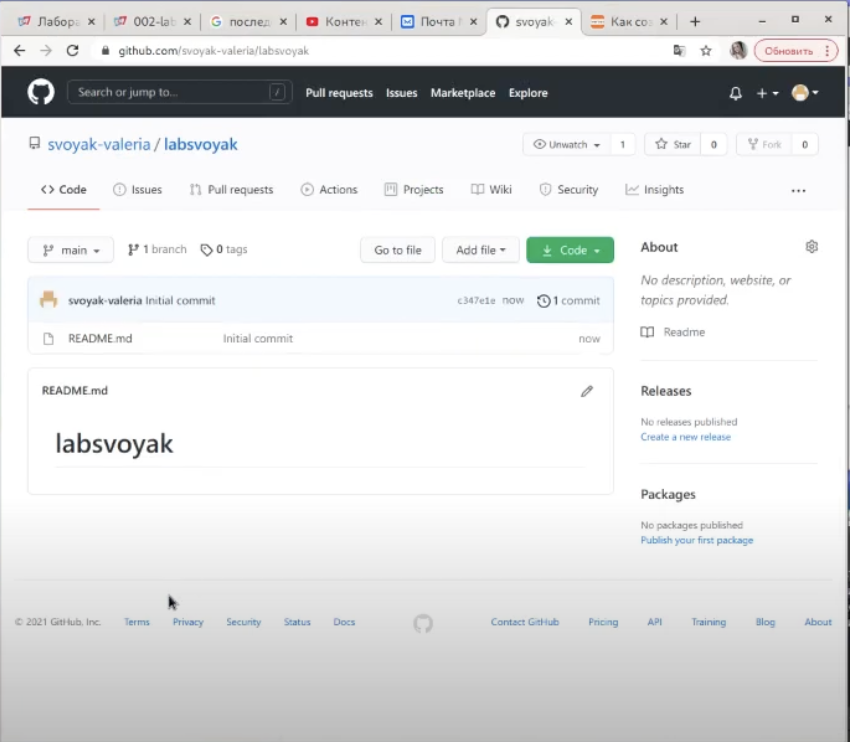 Лабора
002-lab
послед
Контен
Почта
svoyak-
Как со
github.com/svoyak-valeria/labsvoyak
Обновить
Search or jump to...
/
Pull requests Issues Marketplace Explore
svoyak-valeria / labsvoyak
Unwatch 1
Star 0
Fork 0
Code Issues Pull requests Actions Projects Wiki Security Insights
main
1 branch 0 tags
Go to file
Add file
Code
svoyak-valeria Initial commit
c347e1e now 1 commit
README.md Initial commit now
README.md
labsvoyak
About
No description, website, or
topics provided.
Readme
Releases
No releases published
Create a new release
Packages
No packages published
Publish your first package
© 2021 GitHub, Inc. Terms Privacy Security Status Docs Contact GitHub Pricing API Training Blog About